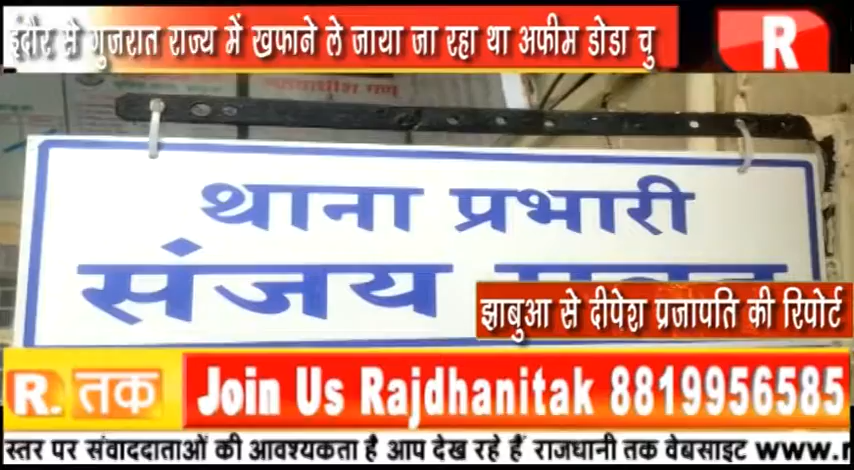 इंदौर से गुजरात राज्य में खफाने ले जाया जा रहा था अफीम डोडा चु
R
थाना प्रभारी
संजय
झाबुआ से दीपेश प्रजापति की रिपोर्ट
R. तक
Join Us Rajdhanitak 8819956585
स्तर पर संवाददाताओं की आवश्यकता है आप देख रहे हैं राजधानी तक वेबसाइट www.